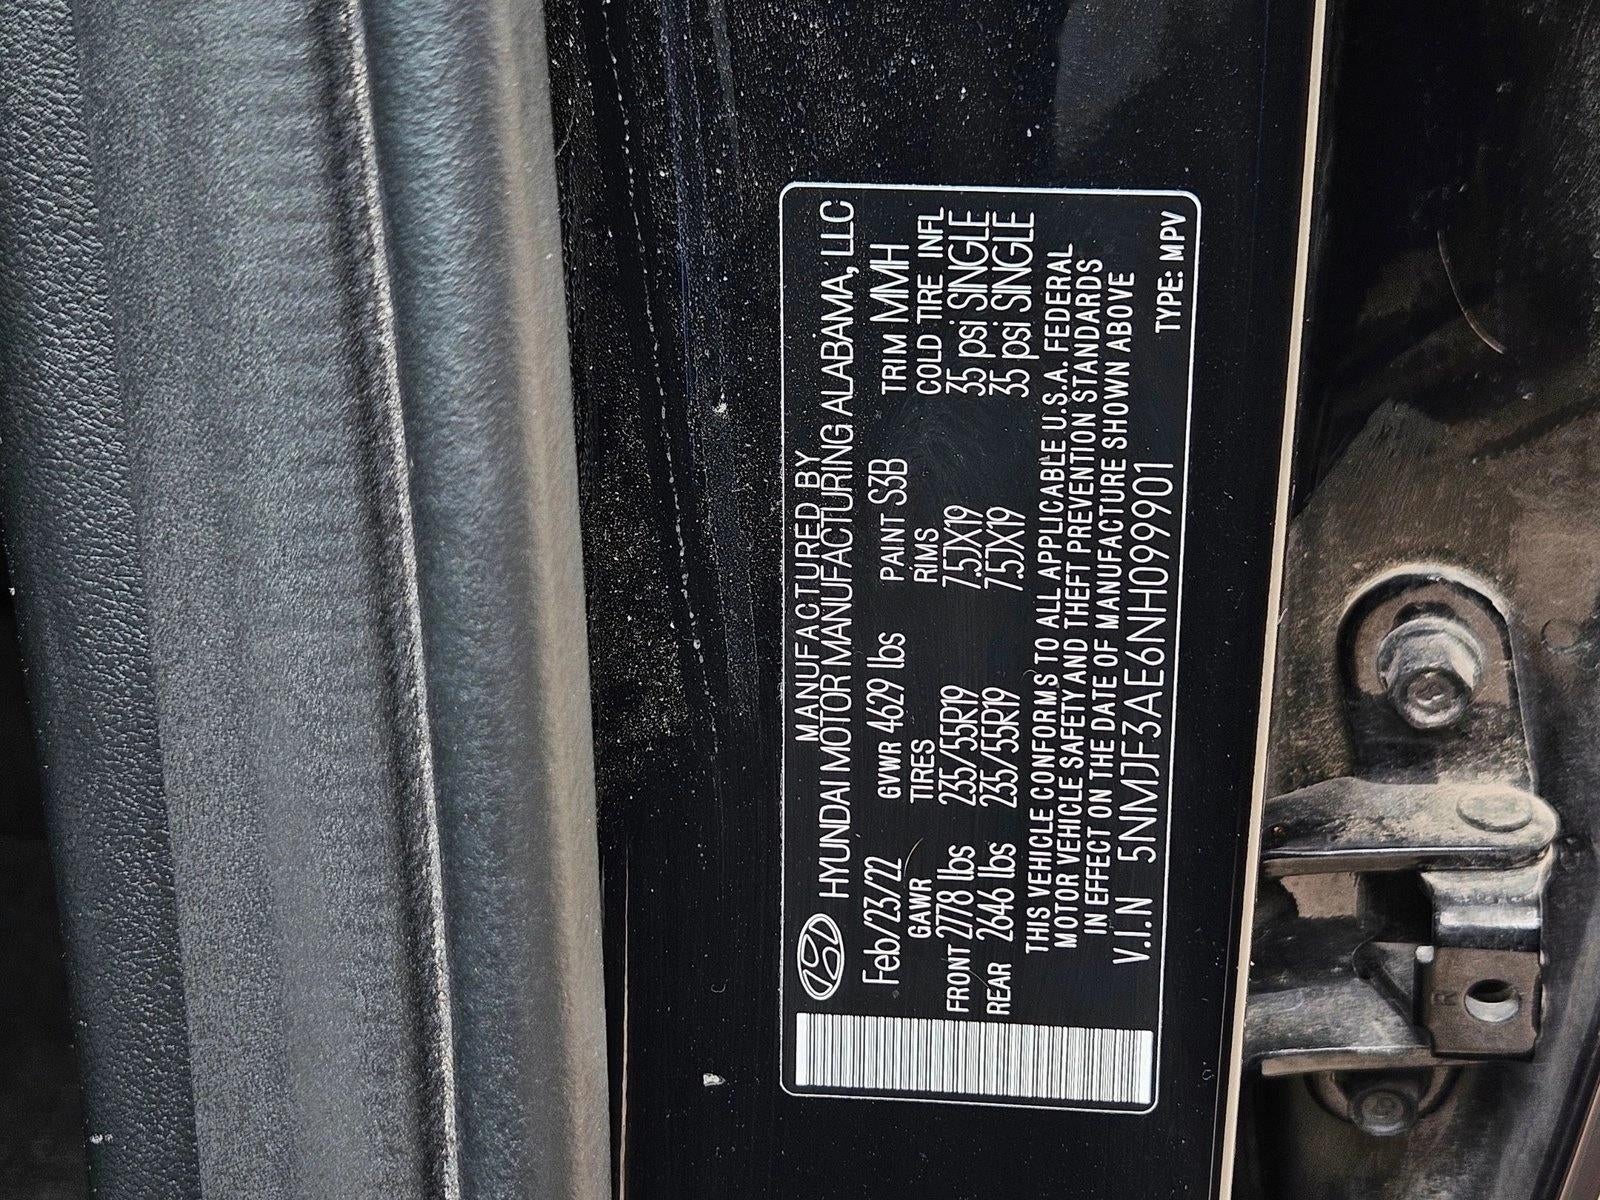 MANUFACTURED BY
HYUNDAI MOTOR MANUFACTURING ALABAMA, LLC
Feb/23/22 GVWR 4629 lbs PAINT S3B TRIM MMH
GAWR TIRES RIMS COLD TIRE INFL
FRONT 2778 lbs 235/55R19 7.5JX19 35 psi SINGLE
REAR 2646 lbs 235/55R19 7.5JX19 35 psi SINGLE
THIS VEHICLE CONFORMS TO ALL APPLICABLE U.S.A. FEDERAL
MOTOR VEHICLE SAFETY AND THEFT PREVENTION STANDARDS
IN EFFECT ON THE DATE OF MANUFACTURE SHOWN ABOVE
V.I.N 5NMJF3AE6NH099901 TYPE: MPV